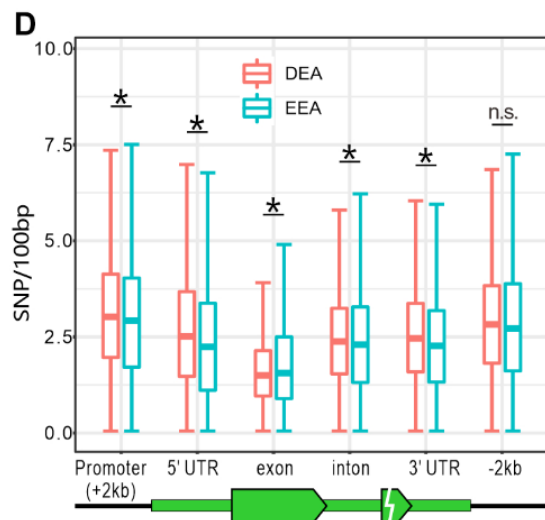 D
10.0
7.5
5.0
2.5
0.0
SNP/100bp
DEA
EEA
*
*
*
*
*
n.s.
Promoter
(+2kb)
5' UTR
exon
inton
3' UTR
-2kb